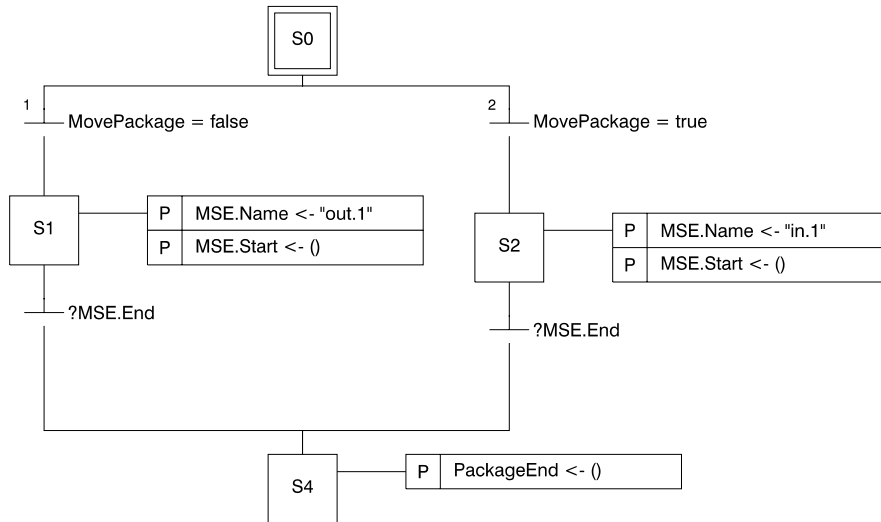 S0
1
MovePackage = false
2
MovePackage = true
S1
P MSE.Name <- "out.1"
P MSE.Start <- ()
S2
P MSE.Name <- "in.1"
P MSE.Start <- ()
?MSE.End
?MSE.End
S4
P PackageEnd <- ()